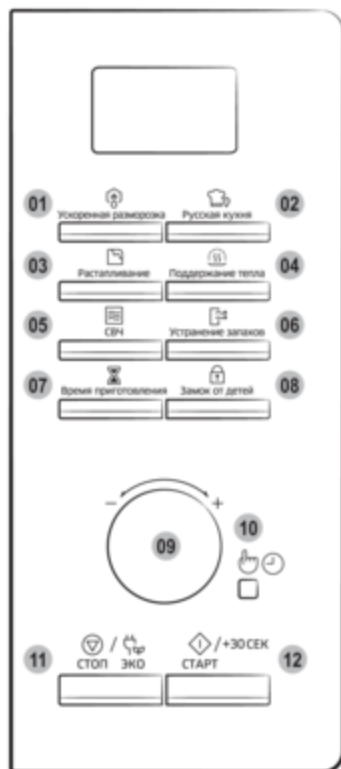 01 Ускоренная разморозка Русская кухня 02
03 Растапливание Поддержание тепла 04
05 СВЧ Устранение запахов 06
07 Время приготовления Замок от детей 08
− +
09
10
11 СТОП / ЭКО СТАРТ /+30 СЕК 12